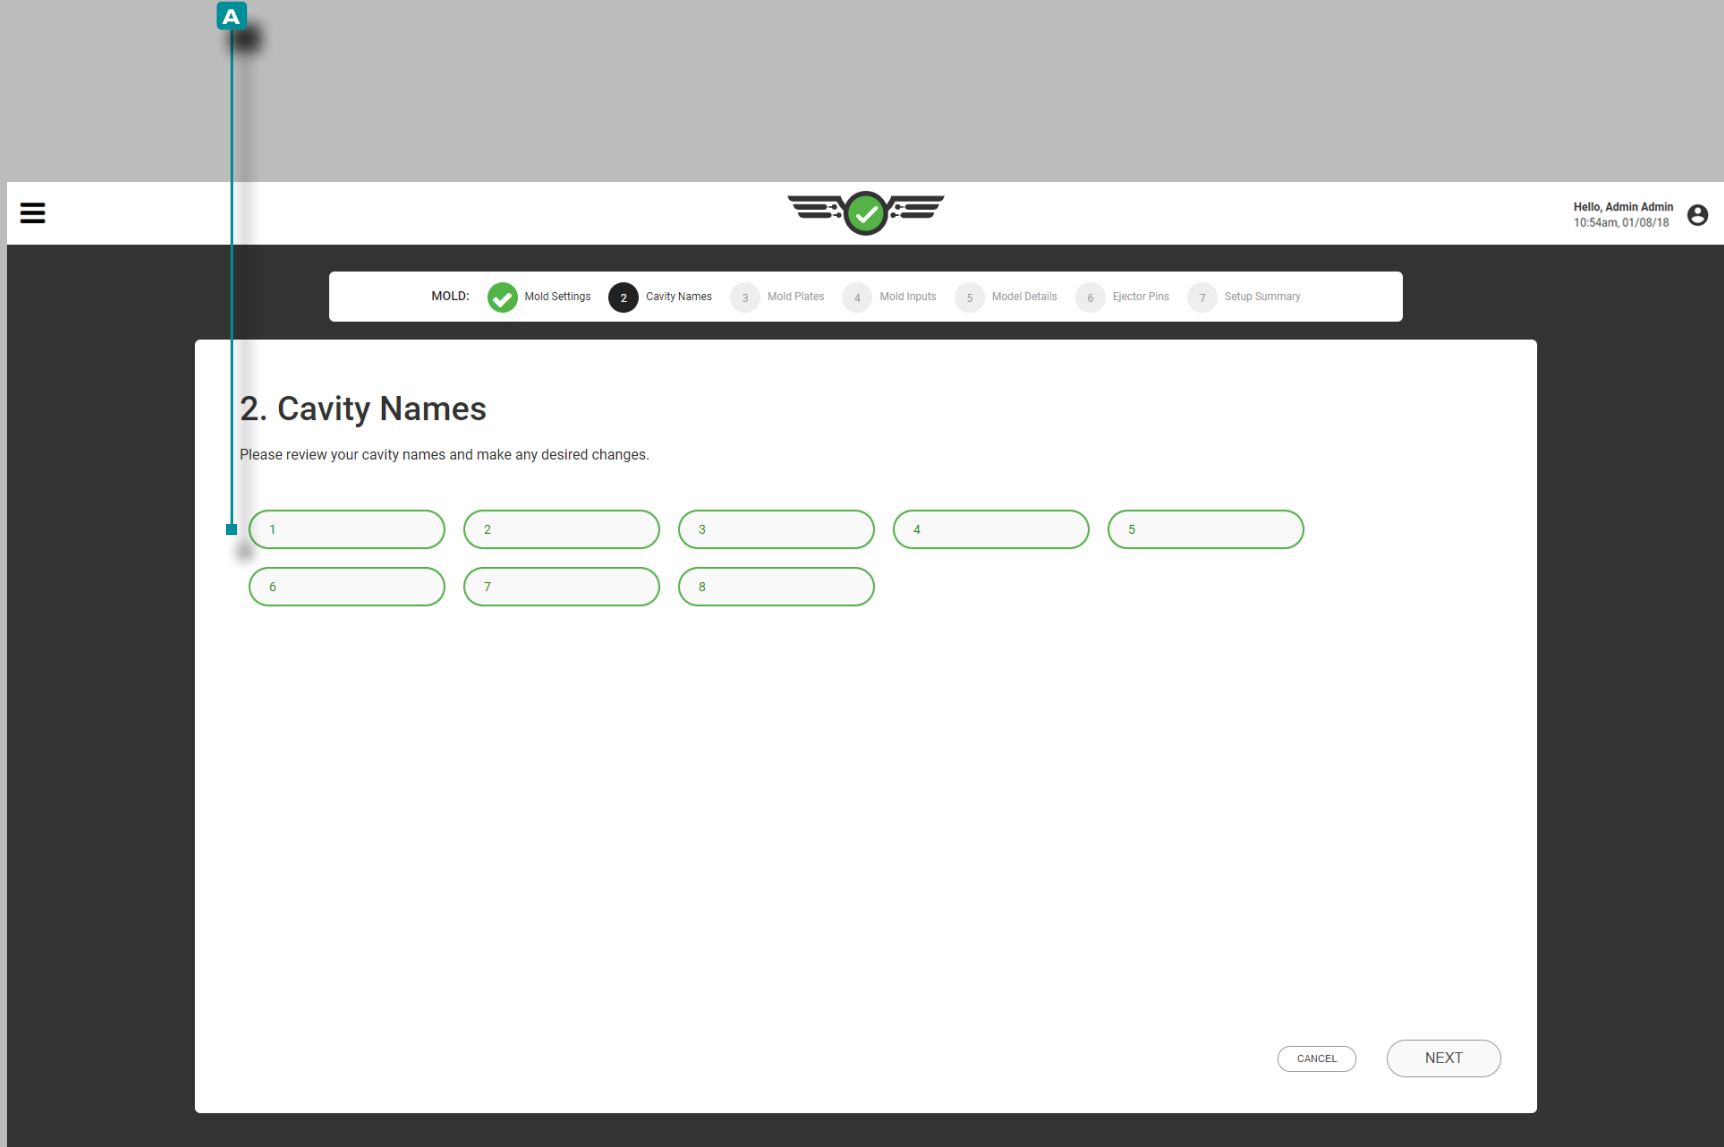 A
Hello, Admin Admin
10:54am, 01/08/18
MOLD: Mold Settings 2 Cavity Names 3 Mold Plates 4 Mold Inputs 5 Model Details 6 Ejector Pins 7 Setup Summary
2. Cavity Names
Please review your cavity names and make any desired changes.
1 2 3 4 5
6 7 8
CANCEL NEXT